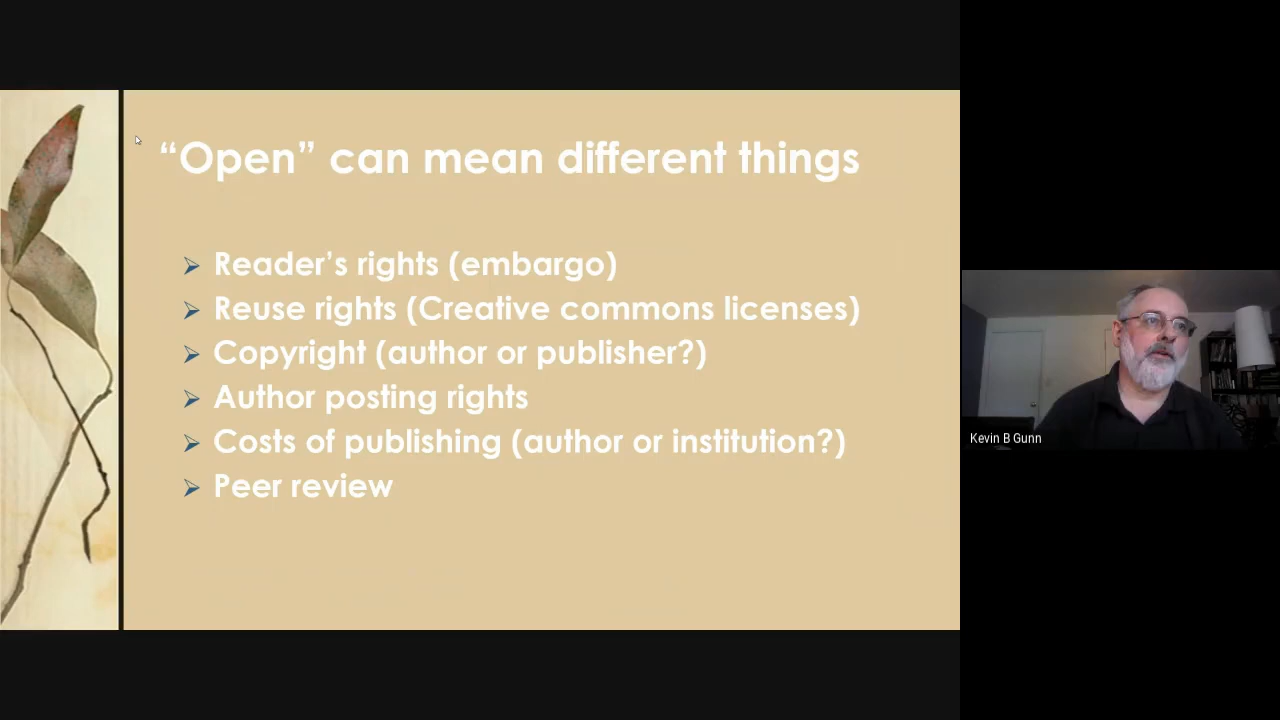 “Open” can mean different things
Reader’s rights (embargo)
Reuse rights (Creative commons licenses)
Copyright (author or publisher?)
Author posting rights
Costs of publishing (author or institution?)
Peer review
Kevin B Gunn